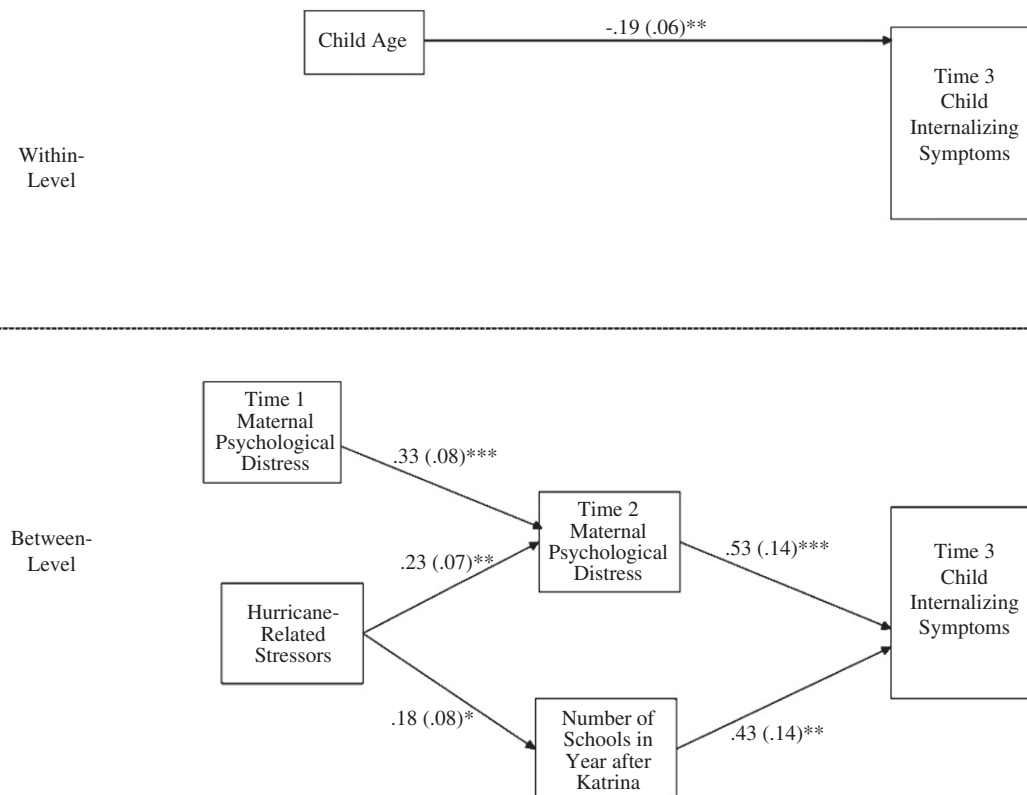 Child Age
-.19 (.06)**
Time 3
Child
Internalizing
Symptoms
Within-
Level
Time 1
Maternal
Psychological
Distress
.33 (.08)***
Time 2
Maternal
Psychological
Distress
Between-
Level
.23 (.07)**
.53 (.14)***
Time 3
Child
Internalizing
Symptoms
Hurricane-
Related
Stressors
.18 (.08)*
Number of
Schools in
Year after
Katrina
.43 (.14)**